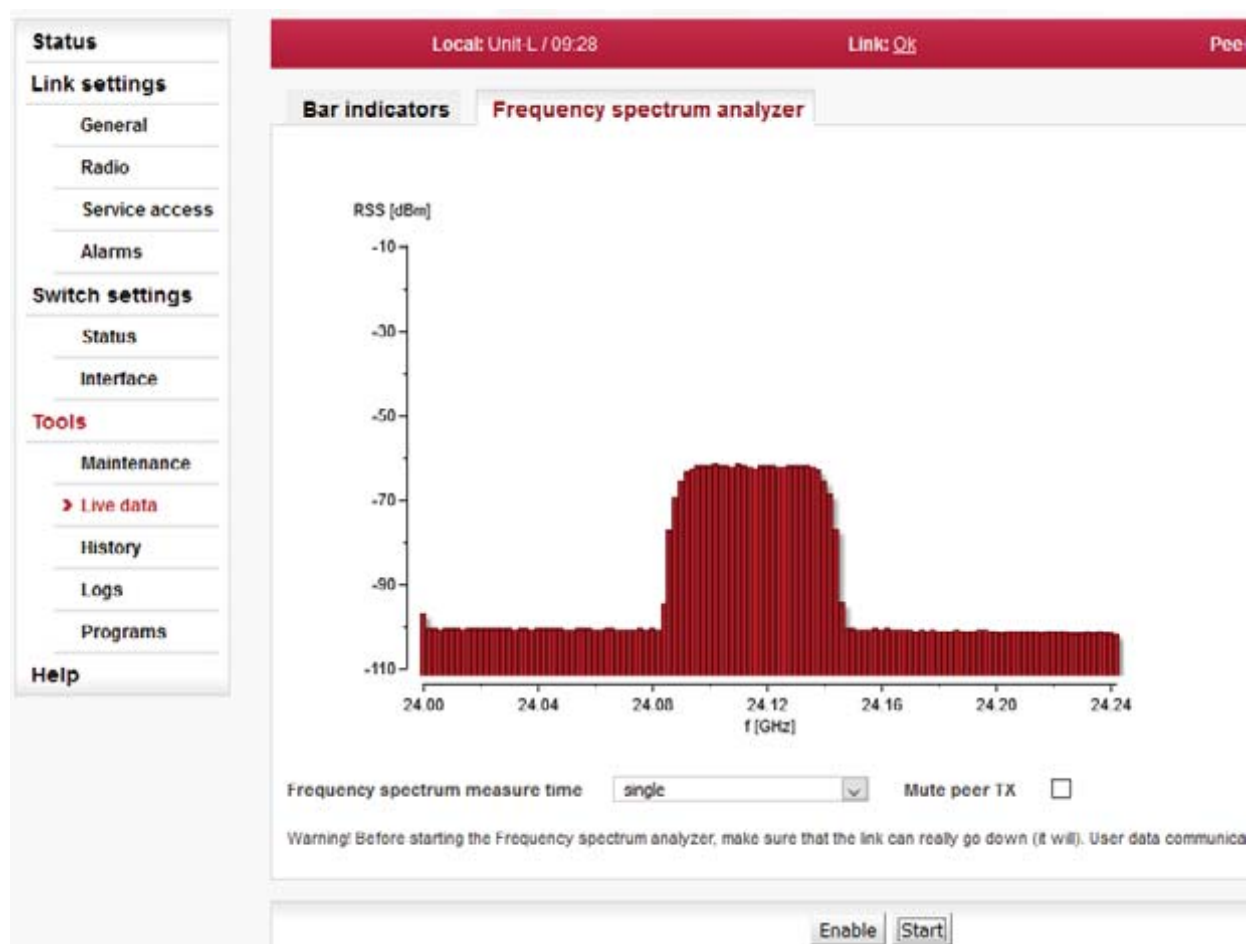 Status
Link settings
General
Radio
Service access
Alarms
Switch settings
Status
Interface
Tools
Maintenance
Live data
History
Logs
Programs
Help
Local: Unit-L / 09:28 Link: Ok Pee
Bar indicators Frequency spectrum analyzer
RSS [dBm]
-10
-30
-50
-70
-90
-110
24.00 24.04 24.08 24.12 24.16 24.20 24.24
f [GHz]
Frequency spectrum measure time single Mute peer TX
Warning! Before starting the Frequency spectrum analyzer, make sure that the link can really go down (it will). User data communica
Enable Start